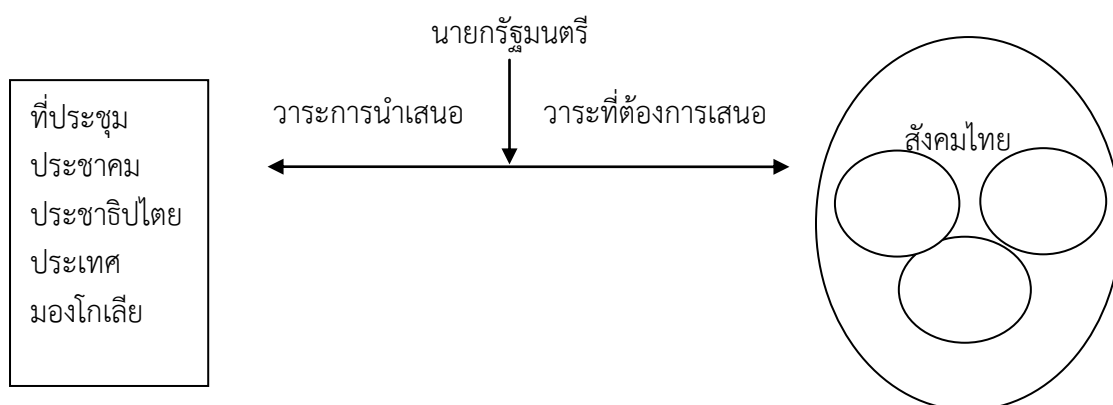 นายกรัฐมนตรี
ที่ประชุม
ประชาคม
ประชาธิปไตย
ประเทศ
มองโกเลีย
วาระการนำเสนอ
วาระที่ต้องการเสนอ
สังคมไทย